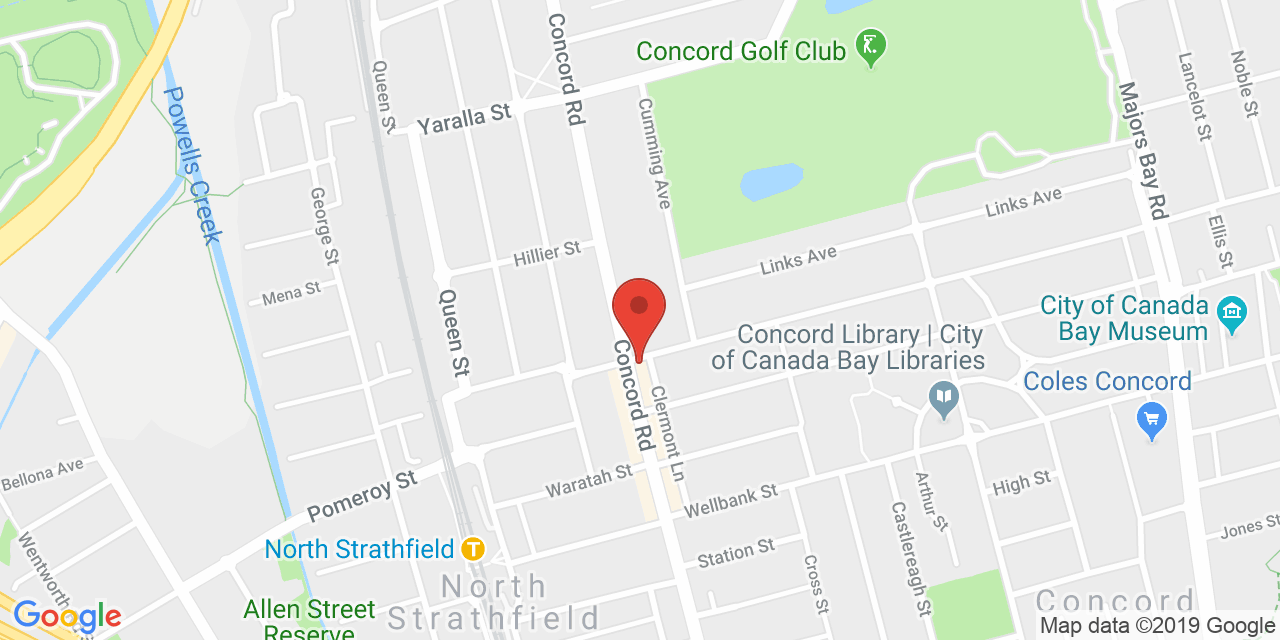 Concord Golf Club
Concord Rd
Queen St
Yaralla St
Cumming Ave
Powells Creek
Majors Bay Rd
Lancelot St
Noble St
Links Ave
Ellis St
George St
Hillier St
Links Ave
Mena St
Queen St
City of Canada
Bay Museum
Concord Library | City
of Canada Bay Libraries
Coles Concord
Concord Rd
Clermont Ln
Bellona Ave
Pomeroy St
Waratah St
Wellbank St
Arthur St
High St
Castlereagh St
Jones St
North Strathfield
T
Station St
Cross St
Wentworth
North
Strathfield
Allen Street
Reserve
Concord
Google
Map data ©2019 Google